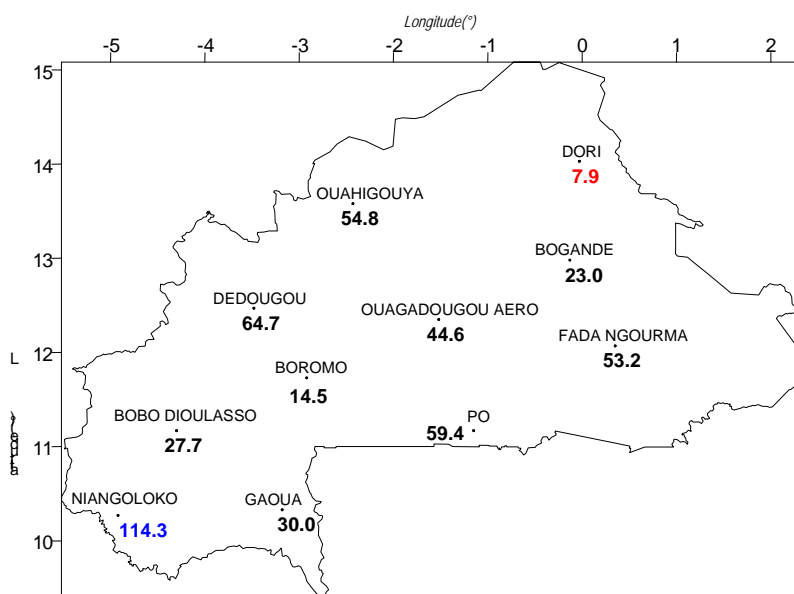 Longitude(°)
-5 -4 -3 -2 -1 0 1 2
15
14
13
12
11
10
DORI
7.9
OUAHIGOUYA
54.8
BOGANDE
23.0
DEDOUGOU
64.7
OUAGADOUGOU AERO
44.6
FADA NGOURMA
53.2
BOROMO
14.5
BOBO DIOULASSO
27.7
PO
59.4
NIANGOLOKO
114.3
GAOUA
30.0
L